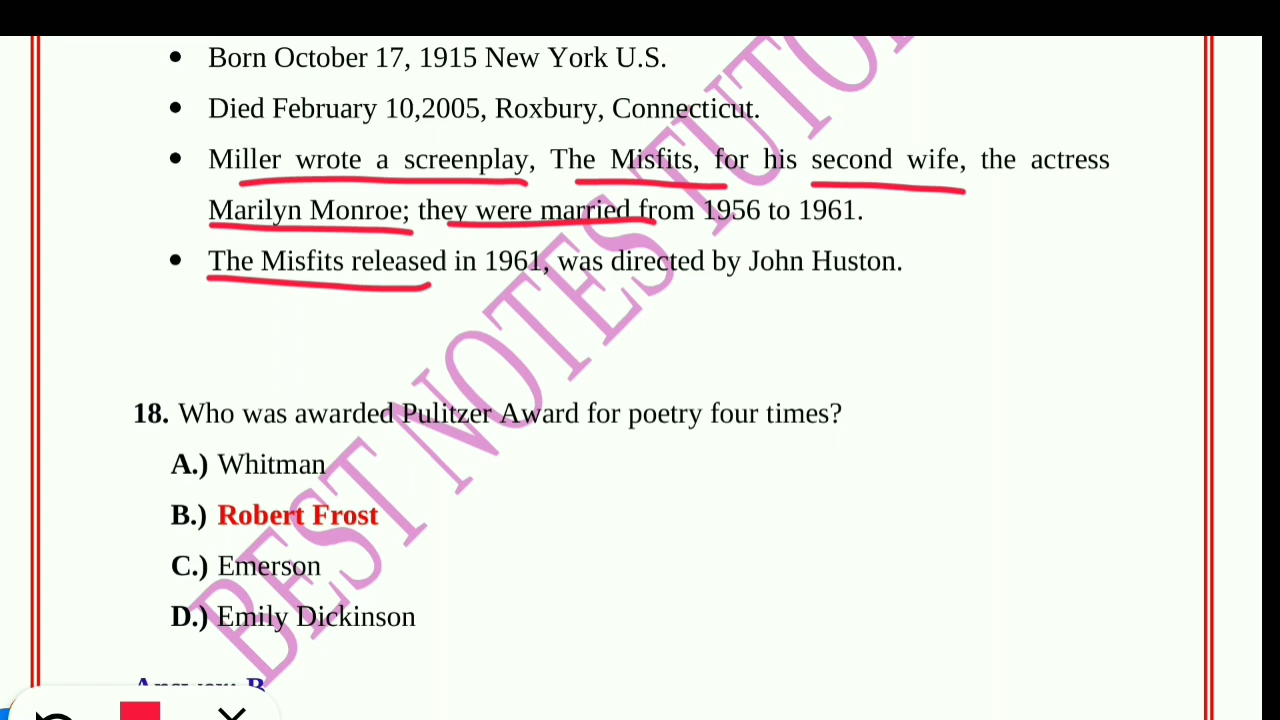 • Born October 17, 1915 New York U.S.
• Died February 10,2005, Roxbury, Connecticut.
• Miller wrote a screenplay, The Misfits, for his second wife, the actress
Marilyn Monroe; they were married from 1956 to 1961.
• The Misfits released in 1961, was directed by John Huston.
18. Who was awarded Pulitzer Award for poetry four times?
A.) Whitman
B.) Robert Frost
C.) Emerson
D.) Emily Dickinson
Answer: B
BEST NOTES TUTOR